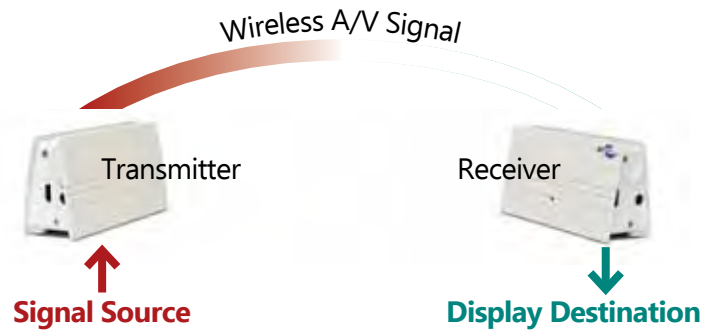 Wireless A/V Signal
Transmitter
Receiver
Signal Source
Display Destination